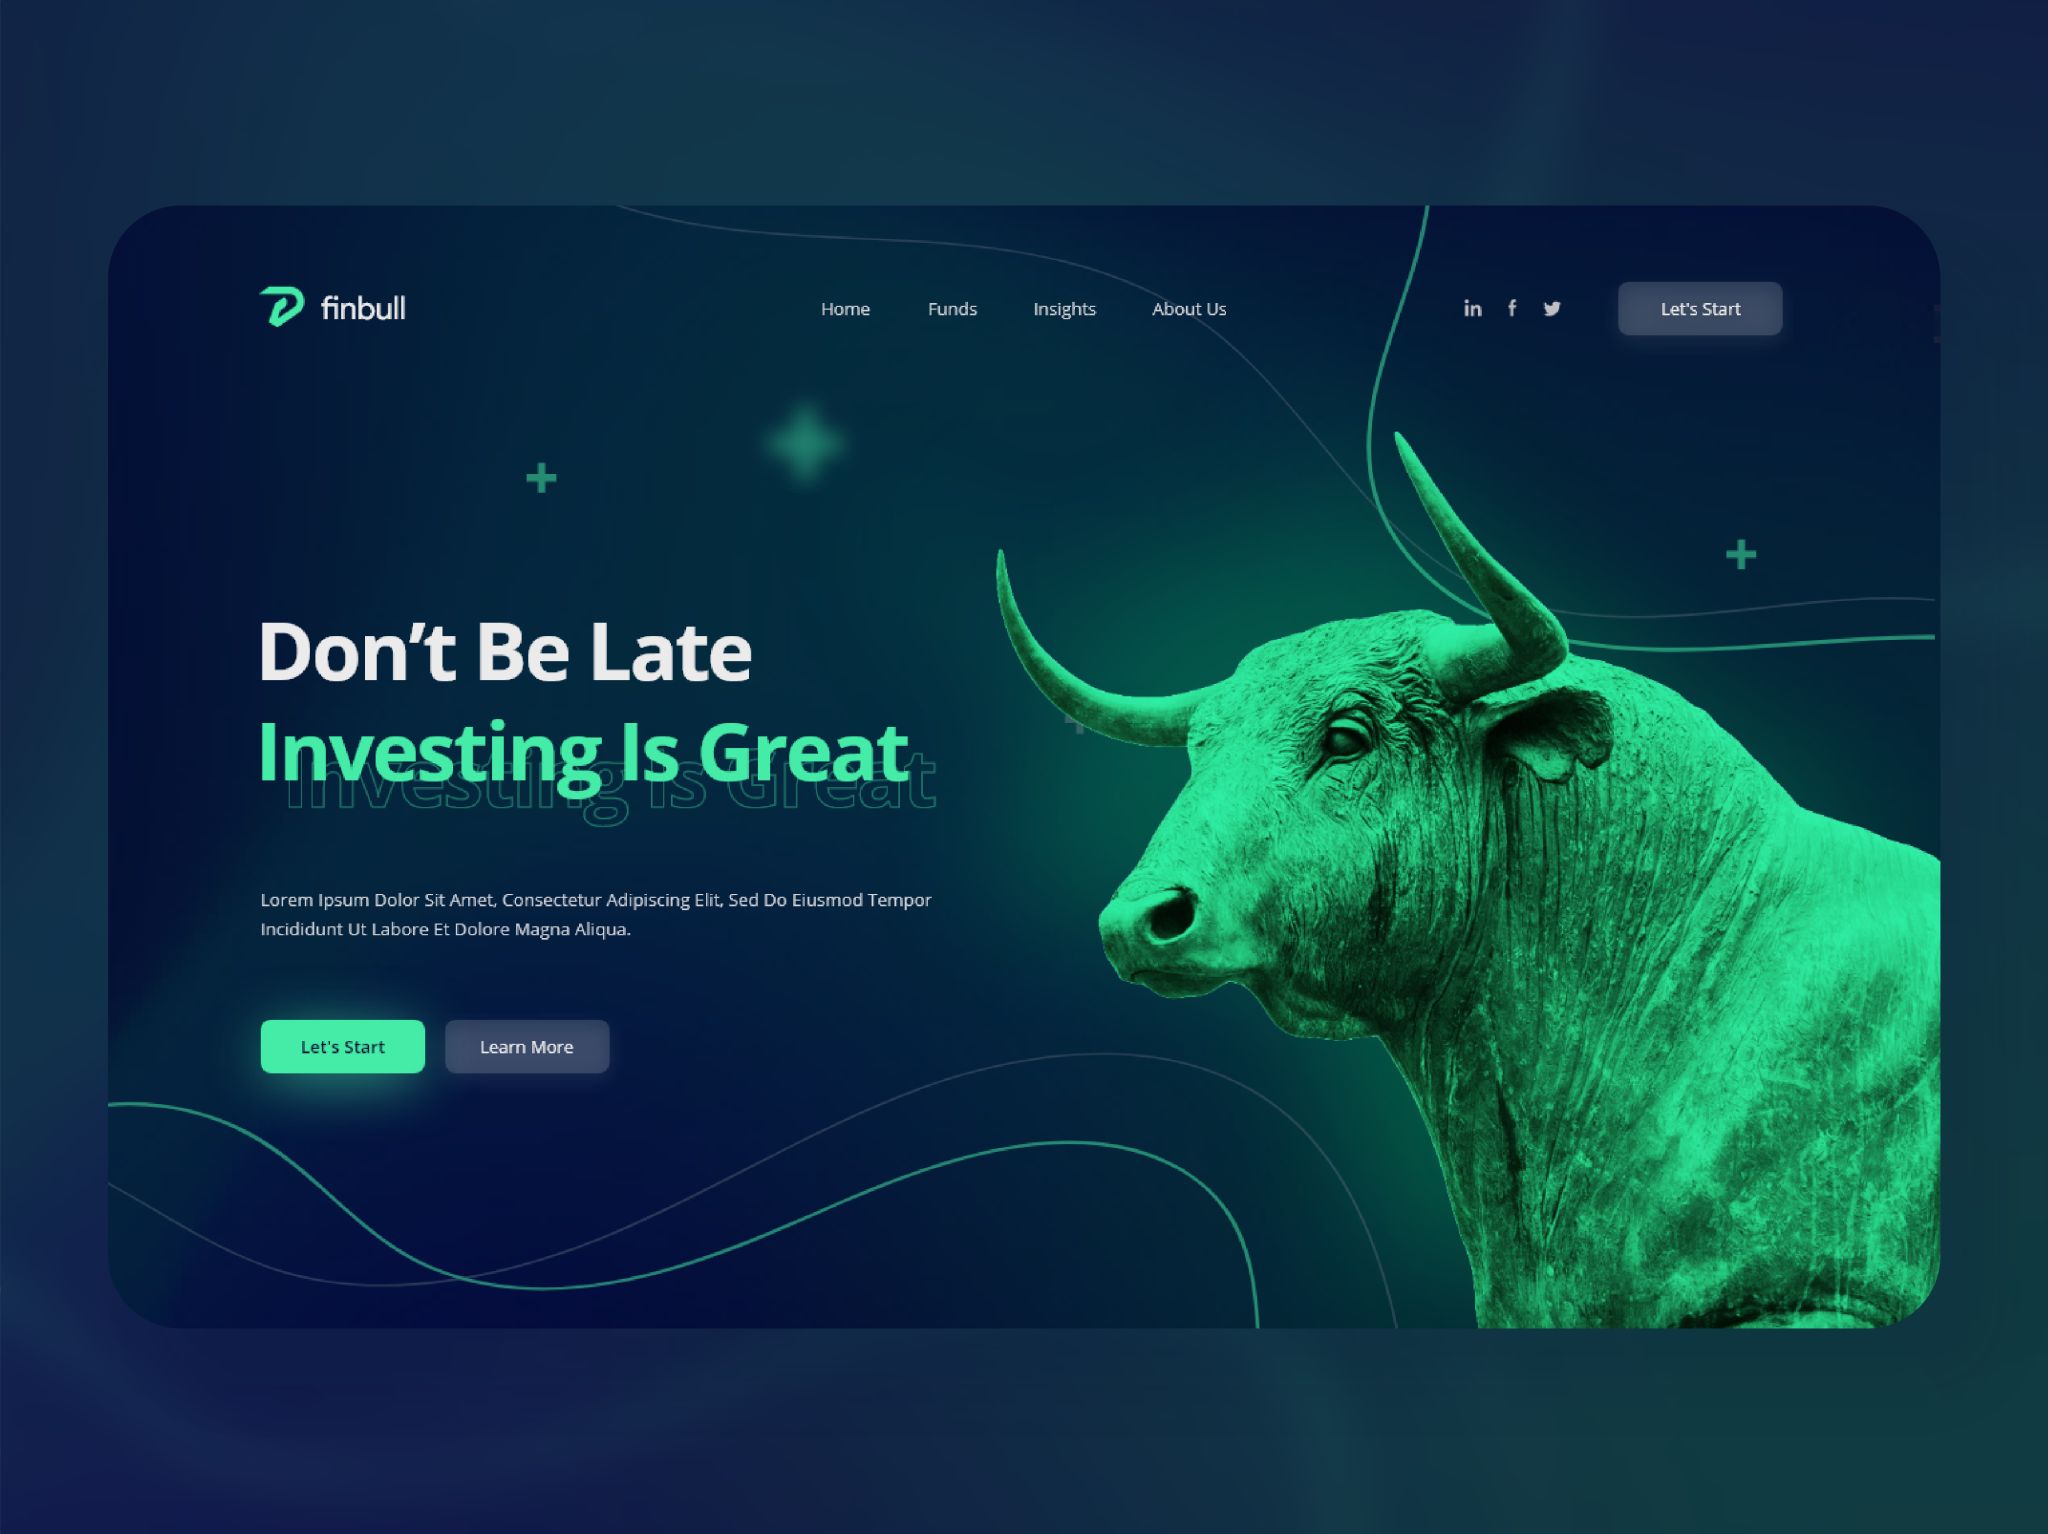 finbull
Home Funds Insights About Us
Let's Start
Don’t Be Late
Investing Is Great
Investing Is Great
Lorem Ipsum Dolor Sit Amet, Consectetur Adipiscing Elit, Sed Do Eiusmod Tempor
Incididunt Ut Labore Et Dolore Magna Aliqua.
Let's Start
Learn More